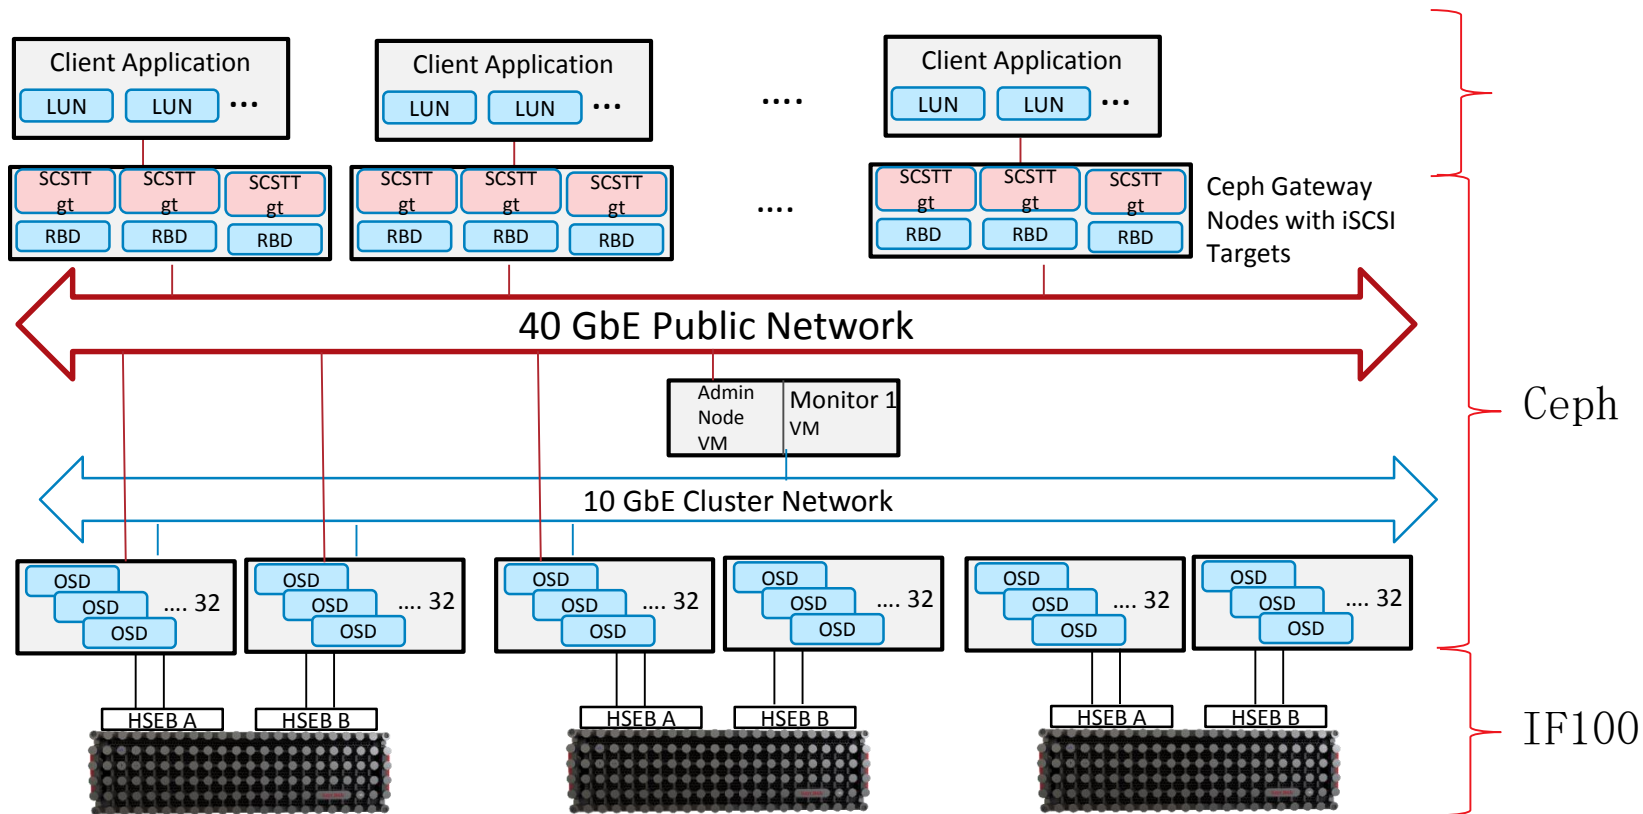 Client Application
LUN LUN ...
Client Application
LUN LUN ...
....
Client Application
LUN LUN ...
SCSTT gt SCSTT gt SCSTT gt
RBD RBD RBD
SCSTT gt SCSTT gt SCSTT gt
RBD RBD RBD
....
SCSTT gt SCSTT gt SCSTT gt
RBD RBD RBD
Ceph Gateway
Nodes with iSCSI
Targets
40 GbE Public Network
Admin
Node
VM
Monitor 1
VM
Ceph
10 GbE Cluster Network
OSD
OSD
OSD
.... 32
OSD
OSD
OSD
.... 32
OSD
OSD
OSD
.... 32
OSD
OSD
OSD
.... 32
OSD
OSD
OSD
OSD
OSD
OSD
.... 32
HSEB A
HSEB B
HSEB A
HSEB B
HSEB A
HSEB B
IF100